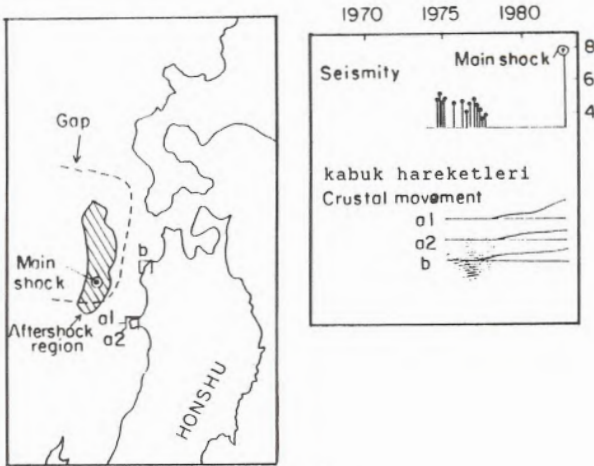 Gap
Main
shock
Aftershock
region
b
a1
a2
HONSHU
1970 1975 1980
Seismity
Main shock
8
6
4
kabuk hareketleri
Crustal movement
a1
a2
b